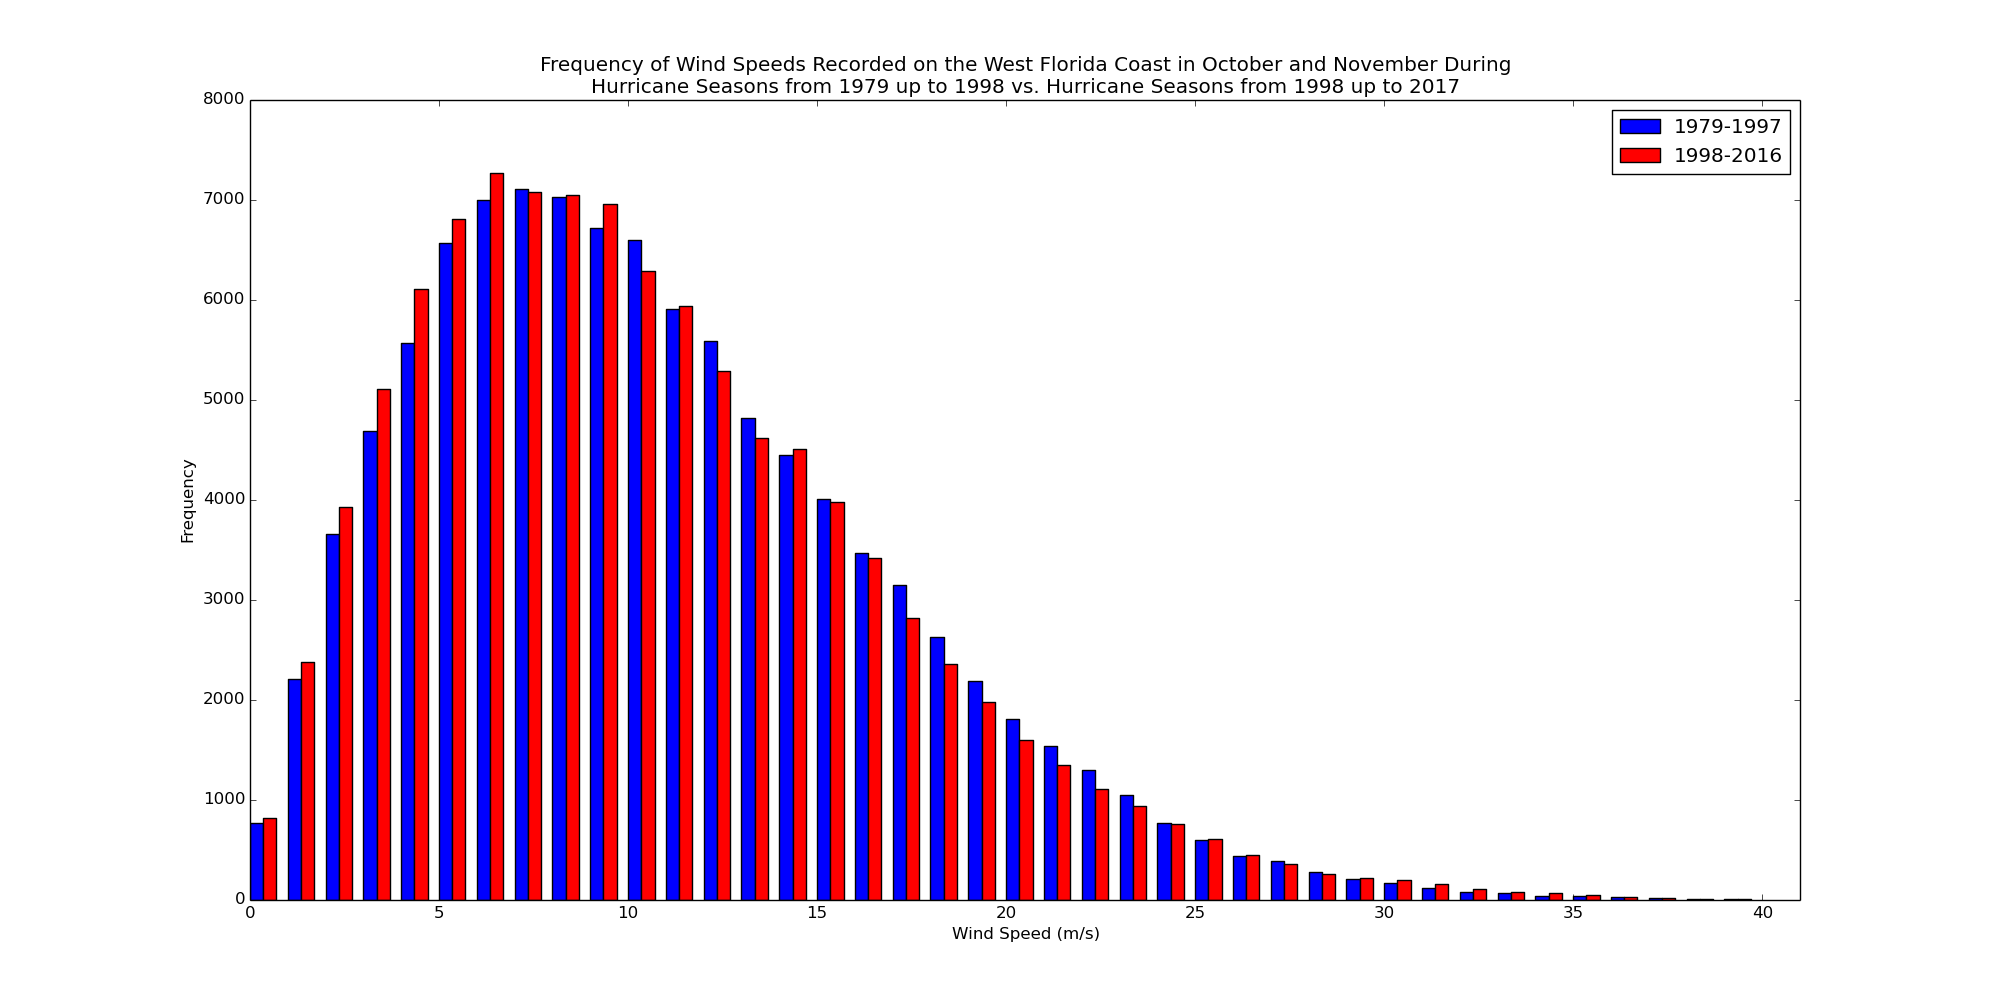 Frequency of Wind Speeds Recorded on the West Florida Coast in October and November During
Hurricane Seasons from 1979 up to 1998 vs. Hurricane Seasons from 1998 up to 2017
1979-1997
1998-2016
8000
7000
6000
5000
4000
3000
2000
1000
0
Frequency
0 5 10 15 20 25 30 35 40
Wind Speed (m/s)